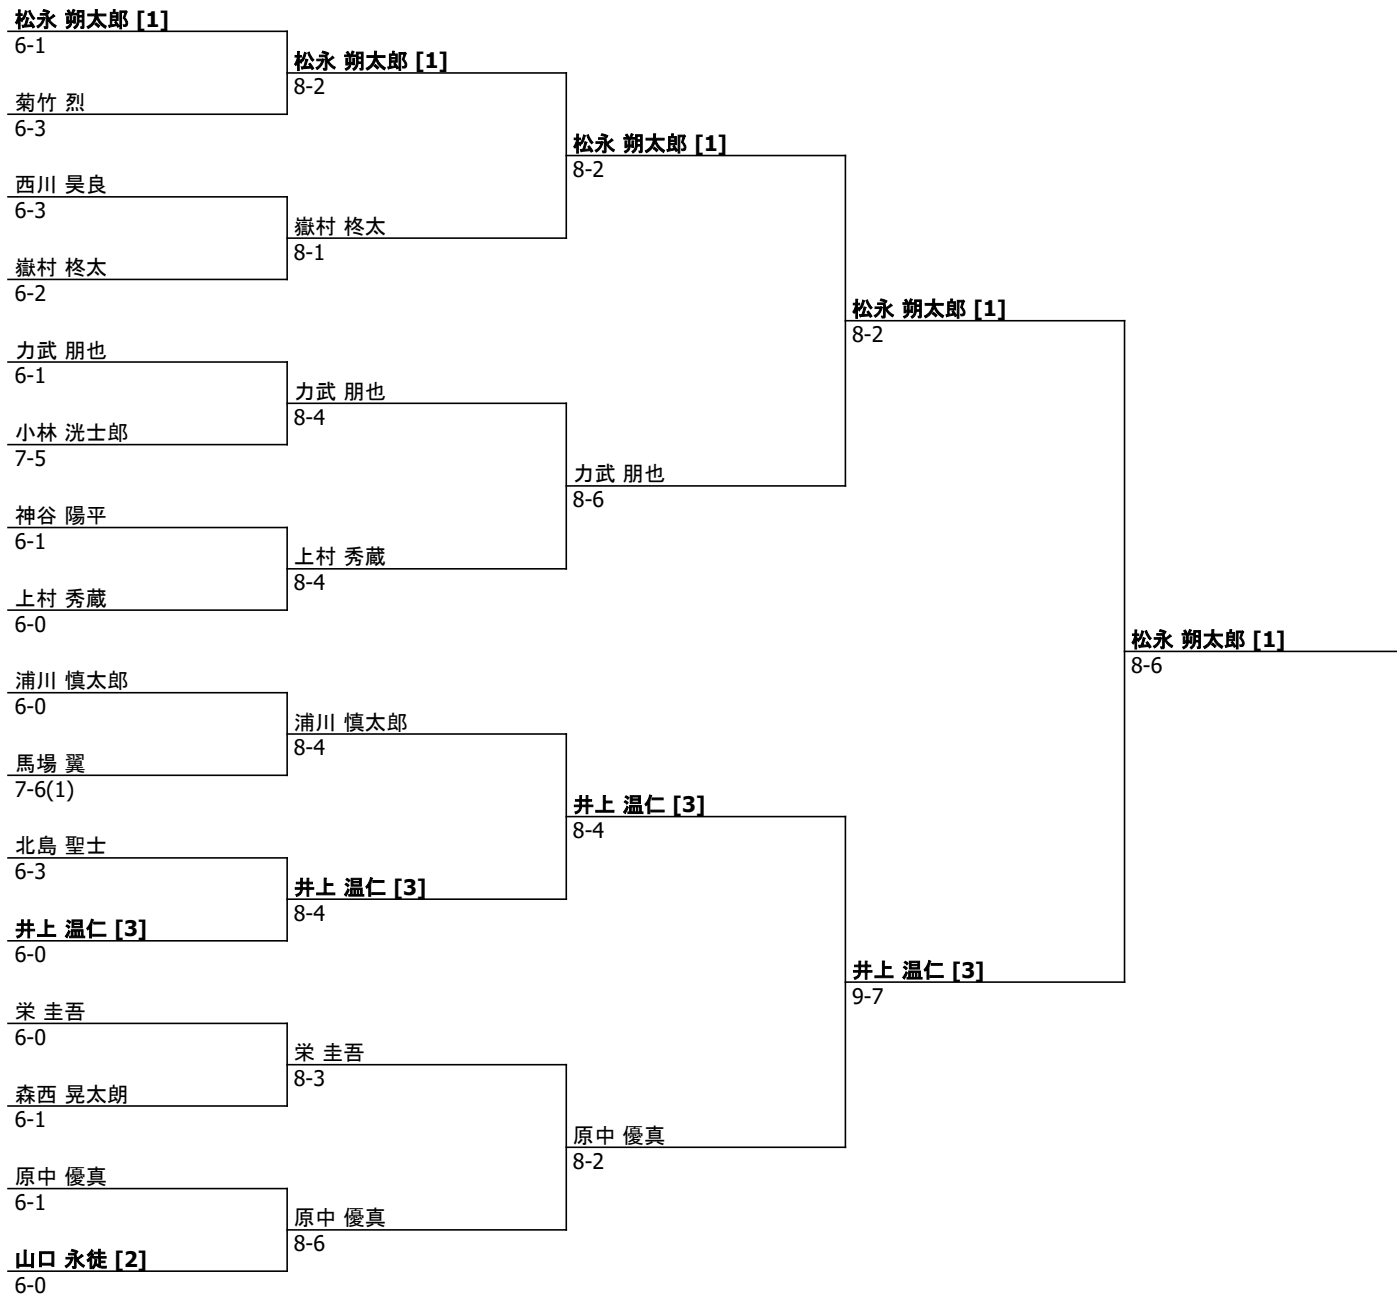 松永 朔太郎 [1]
6-1
松永 朔太郎 [1]
8-2
菊竹 烈
6-3
松永 朔太郎 [1]
8-2
西川 昊良
6-3
嶽村 柊太
8-1
嶽村 柊太
6-2
松永 朔太郎 [1]
8-2
力武 朋也
6-1
力武 朋也
8-4
小林 洸士郎
7-5
力武 朋也
8-6
神谷 陽平
6-1
上村 秀蔵
8-4
上村 秀蔵
6-0
松永 朔太郎 [1]
8-6
浦川 慎太郎
6-0
浦川 慎太郎
8-4
馬場 翼
7-6(1)
井上 温仁 [3]
8-4
北島 聖士
6-3
井上 温仁 [3]
8-4
井上 温仁 [3]
6-0
井上 温仁 [3]
9-7
栄 圭吾
6-0
栄 圭吾
8-3
森西 晃太朗
6-1
原中 優真
8-2
原中 優真
6-1
原中 優真
8-6
山口 永徒 [2]
6-0